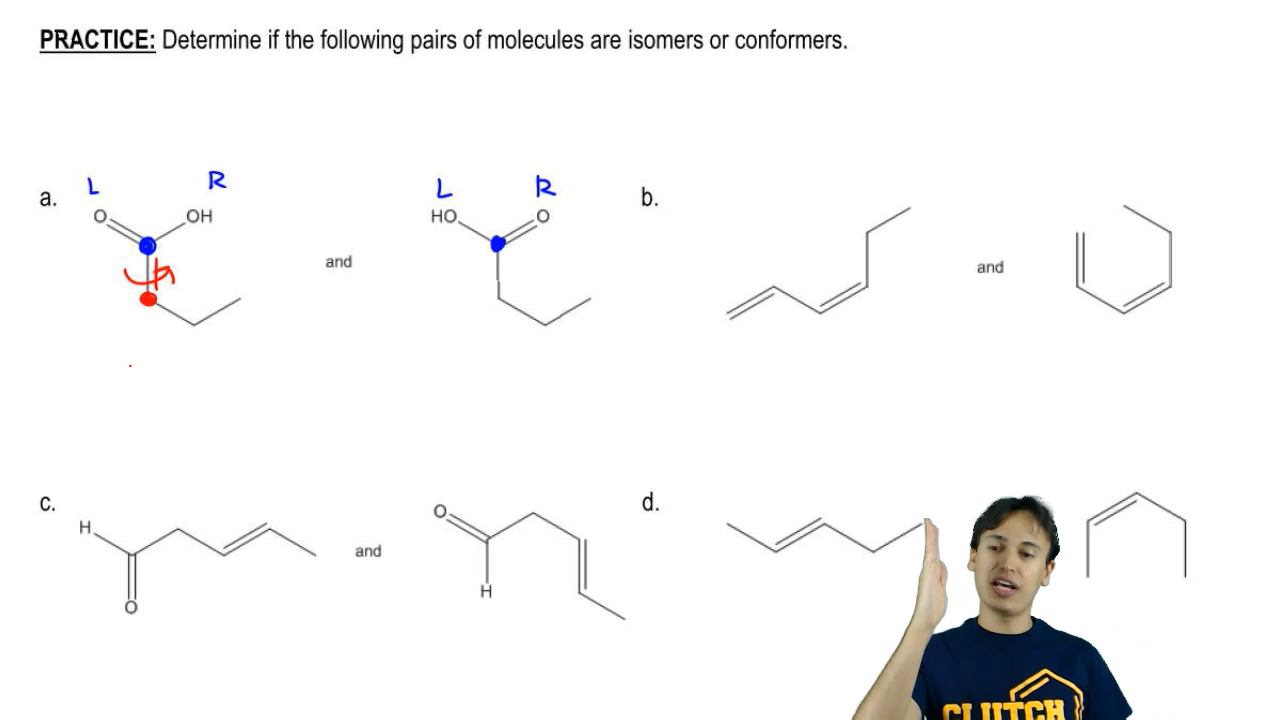 PRACTICE: Determine if the following pairs of molecules are isomers or conformers.
L R L R
a. O OH and HO O b. and
c. H O and O H d.
CLUTCH